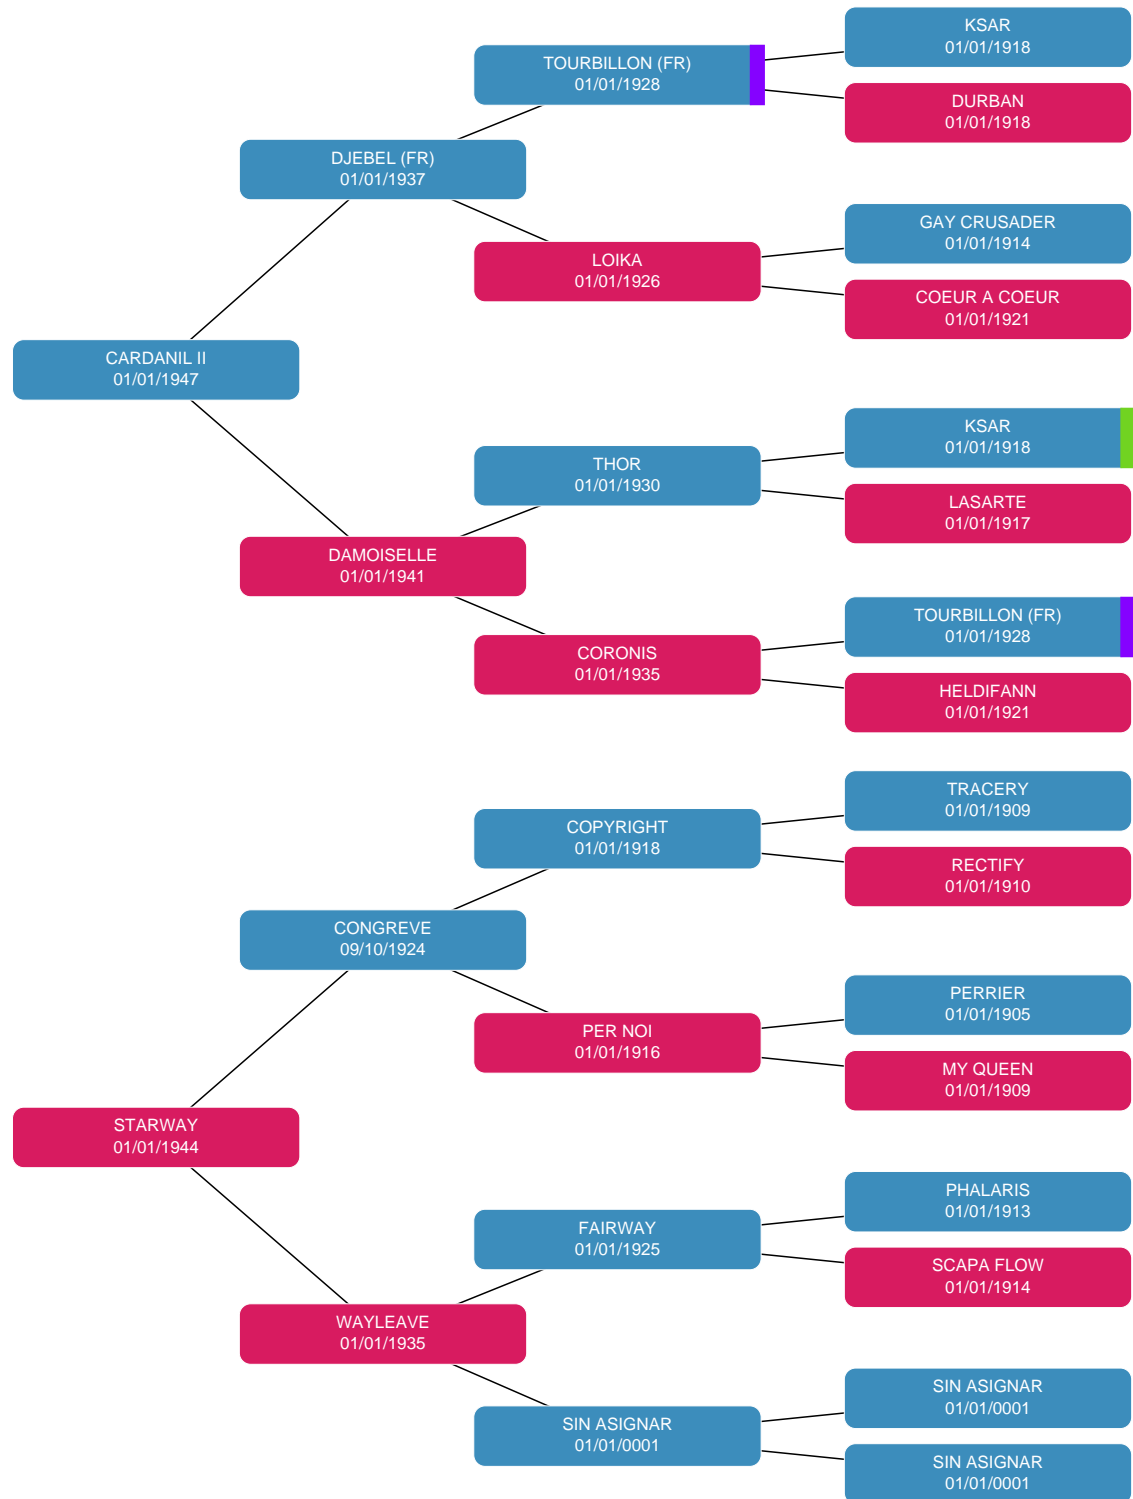 KSAR
01/01/1918
TOURBILLON (FR)
01/01/1928
DURBAN
01/01/1918
DJEBEL (FR)
01/01/1937
GAY CRUSADER
01/01/1914
LOIKA
01/01/1926
COEUR A COEUR
01/01/1921
CARDANIL II
01/01/1947
KSAR
01/01/1918
THOR
01/01/1930
LASARTE
01/01/1917
DAMOISELLE
01/01/1941
TOURBILLON (FR)
01/01/1928
CORONIS
01/01/1935
HELDIFANN
01/01/1921
TRACERY
01/01/1909
COPYRIGHT
01/01/1918
RECTIFY
01/01/1910
CONGREVE
09/10/1924
PERRIER
01/01/1905
PER NOI
01/01/1916
MY QUEEN
01/01/1909
STARWAY
01/01/1944
PHALARIS
01/01/1913
FAIRWAY
01/01/1925
SCAPA FLOW
01/01/1914
WAYLEAVE
01/01/1935
SIN ASIGNAR
01/01/0001
SIN ASIGNAR
01/01/0001
SIN ASIGNAR
01/01/0001